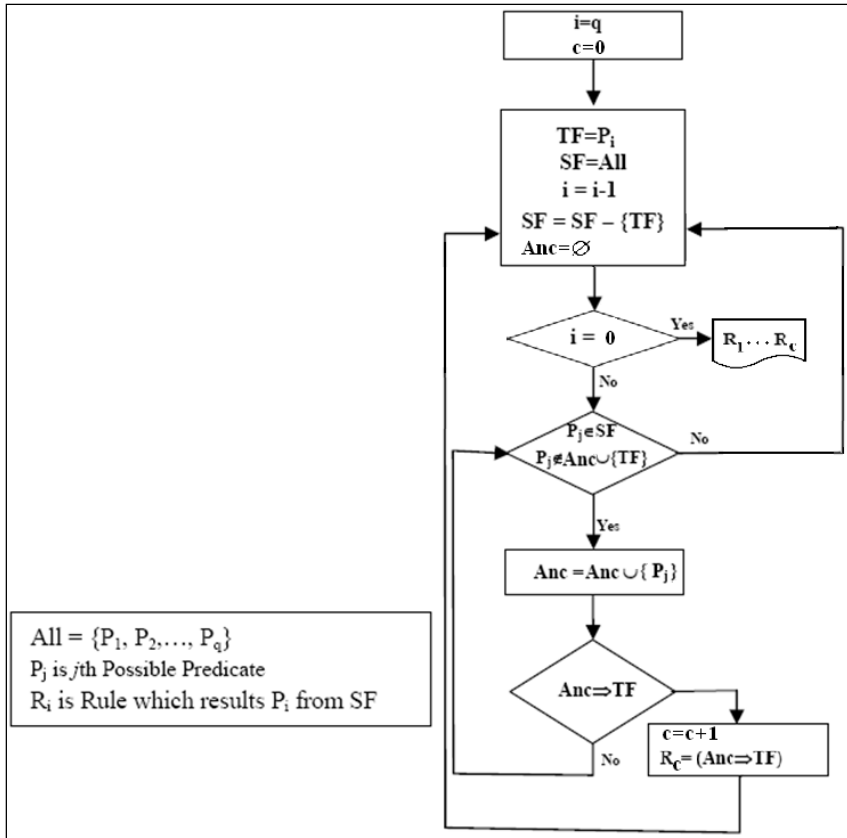 i=q
c=0
TF=Pi
SF=All
i = i-1
SF = SF – {TF}
Anc=∅
i = 0
Yes
R1 . . . Rc
No
Pj∈SF
Pj∉Anc∪{TF}
No
Yes
Anc =Anc ∪{ Pj}
Anc⇒TF
No
c=c+1
Rc= (Anc⇒TF)
All = {P1, P2,…, Pq}
Pj is jth Possible Predicate
Ri is Rule which results Pi from SF